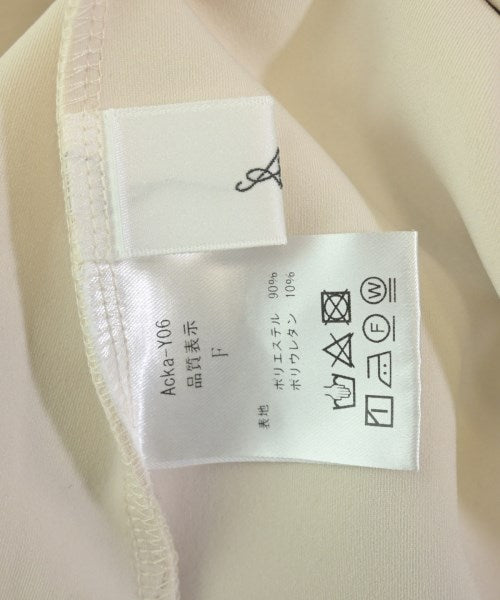 Acka-Y06
品質表示
F
表地
ポリエステル 90%
ポリウレタン 10%
F
W